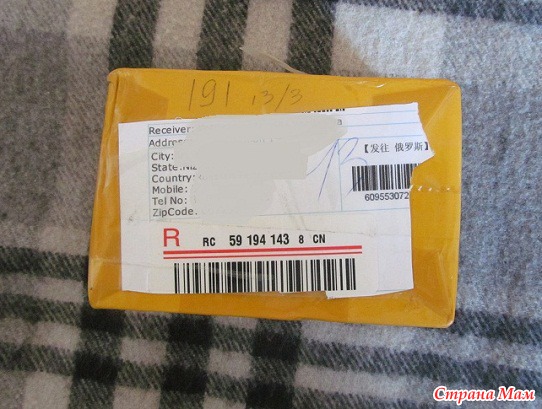 191 13/3
Receiver:
Address:
City:
State:
Country:
Mobile:
Tel No:
ZipCode:
【发往 俄罗斯】
609553072
R RC 59 194 143 8 CN
Страна Мам